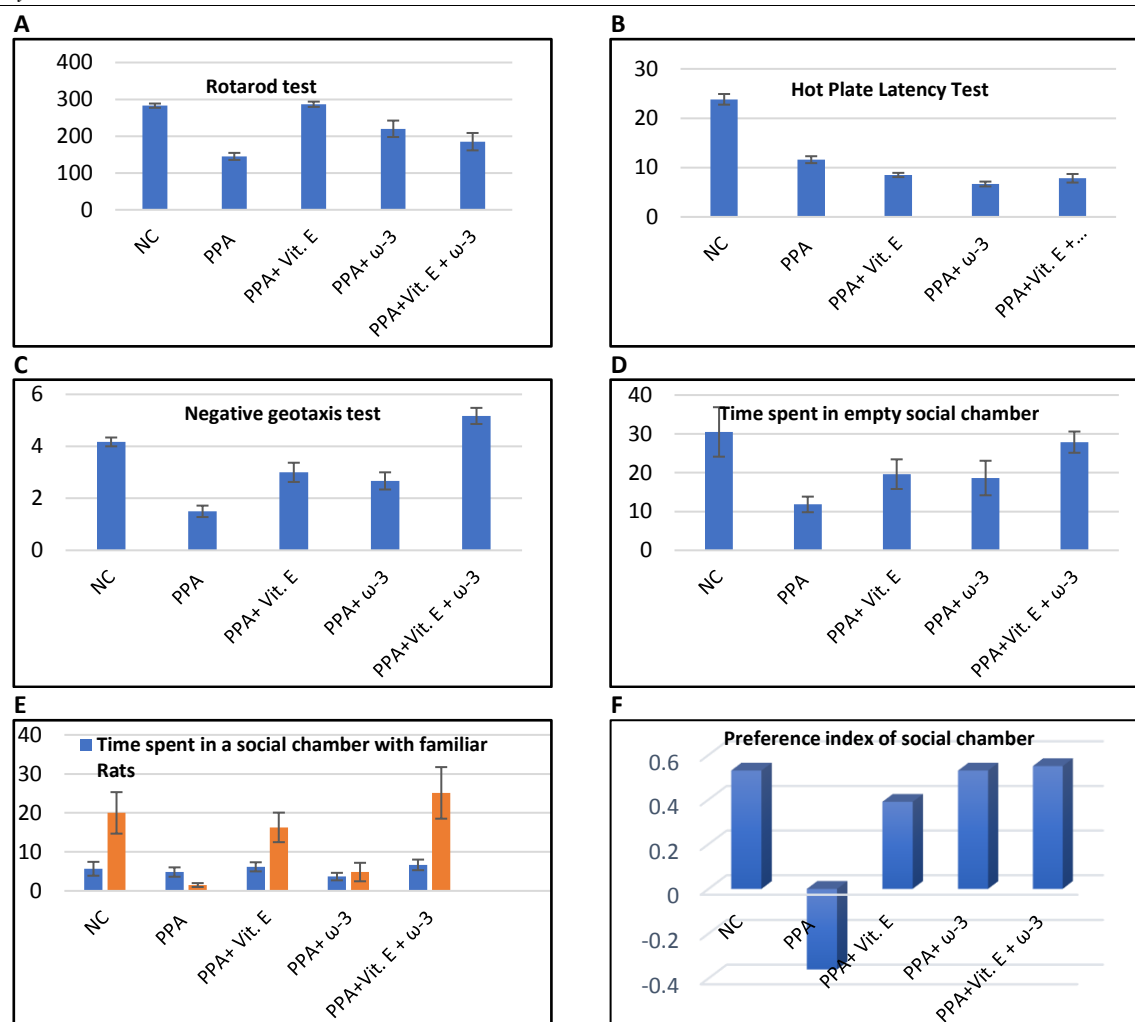 A
400
300
200
100
0
Rotarod test
NC
PPA
PPA+ Vit. E
PPA+ ω-3
PPA+Vit. E + ω-3
B
30
20
10
0
Hot Plate Latency Test
NC
PPA
PPA+ Vit. E
PPA+ ω-3
PPA+Vit. E +...
C
6
4
2
0
Negative geotaxis test
NC
PPA
PPA+ Vit. E
PPA+ ω-3
PPA+Vit. E + ω-3
D
40
30
20
10
0
Time spent in empty social chamber
NC
PPA
PPA+ Vit. E
PPA+ ω-3
PPA+Vit. E + ω-3
E
40
30
20
10
0
Time spent in a social chamber with familiar
Rats
NC
PPA
PPA+ Vit. E
PPA+ ω-3
PPA+Vit. E + ω-3
F
Preference index of social chamber
0.6
0.4
0.2
0
-0.2
-0.4
NC
PPA
PPA+ Vit. E
PPA+ ω-3
PPA+Vit. E + ω-3